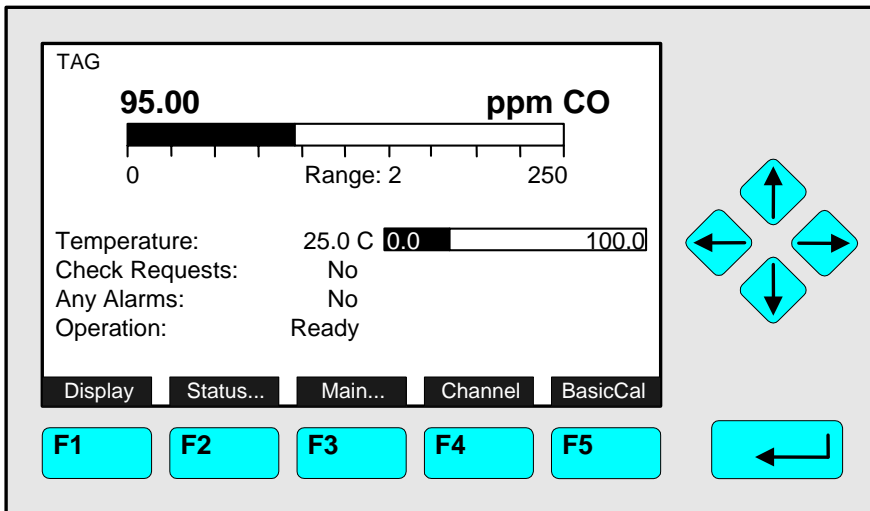 TAG
95.00 ppm CO
0 Range: 2 250
Temperature: 25.0 C 0.0 100.0
Check Requests: No
Any Alarms: No
Operation: Ready
Display Status... Main... Channel BasicCal
F1 F2 F3 F4 F5